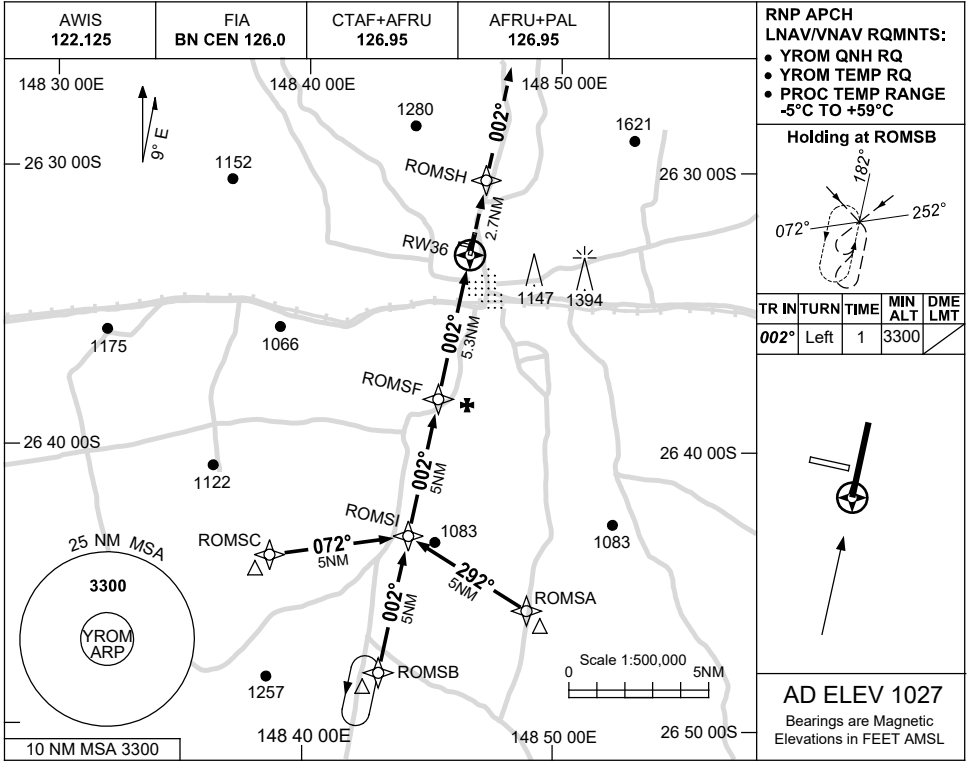 AWIS
122.125
FIA
BN CEN 126.0
CTAF+AFRU
126.95
AFRU+PAL
126.95
RNP APCH
LNAV/VNAV RQMNTS:
• YROM QNH RQ
• YROM TEMP RQ
• PROC TEMP RANGE
-5°C TO +59°C
148 30 00E
148 40 00E
148 50 00E
9° E
1280
1621
1152
002°
ROMSH
26 30 00S
26 30 00S
2.7NM
RW36
1147
1394
1175
1066
002°
5.3NM
ROMSF
26 40 00S
26 40 00S
1122
002°
5NM
ROMSI
1083
1083
ROMSC
072°
5NM
292°
5NM
ROMSA
002°
5NM
ROMSB
25 NM MSA
3300
YROM
ARP
1257
Scale 1:500,000
0
5NM
148 40 00E
148 50 00E
26 50 00S
10 NM MSA 3300
Holding at ROMSB
182°
072°
252°
TR IN TURN TIME MIN ALT DME LMT
002° Left 1 3300
AD ELEV 1027
Bearings are Magnetic
Elevations in FEET AMSL